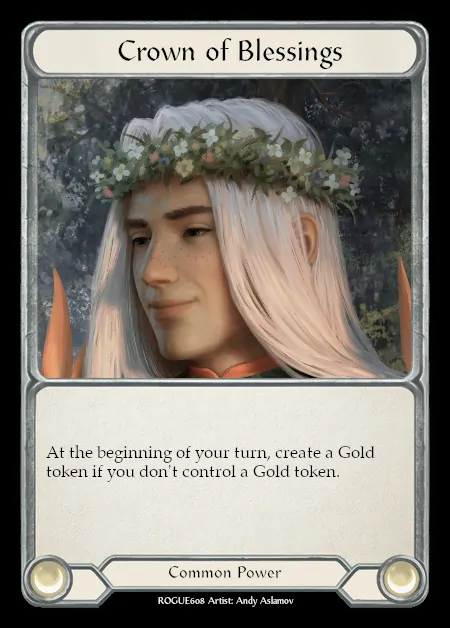 Crown of Blessings
At the beginning of your turn, create a Gold
token if you don't control a Gold token.
Common Power
ROGUE608 Artist: Andy Aslamov